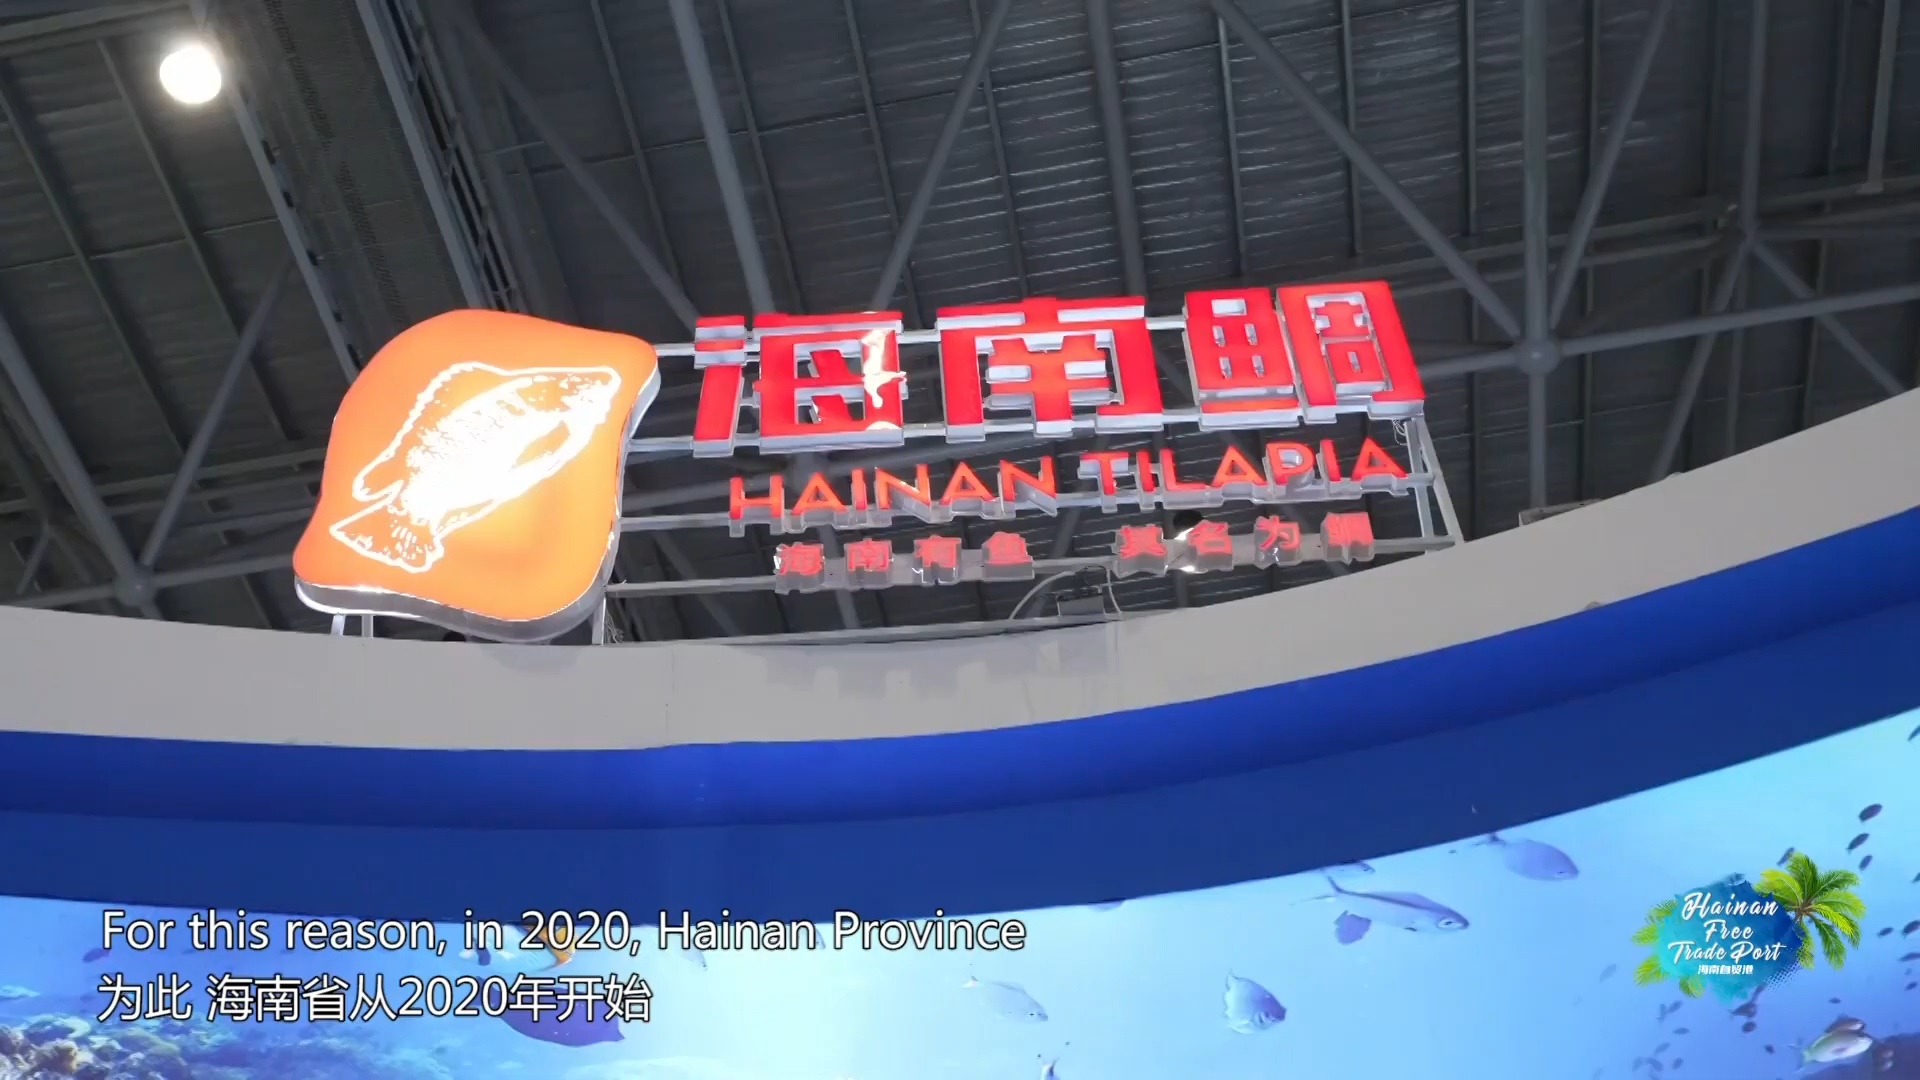 海南鲷
HAINAN TILAPIA
海南有鱼 莫名为鲷
For this reason, in 2020, Hainan Province
为此 海南省从2020年开始
Hainan
Free
Trade Port
海南自贸港